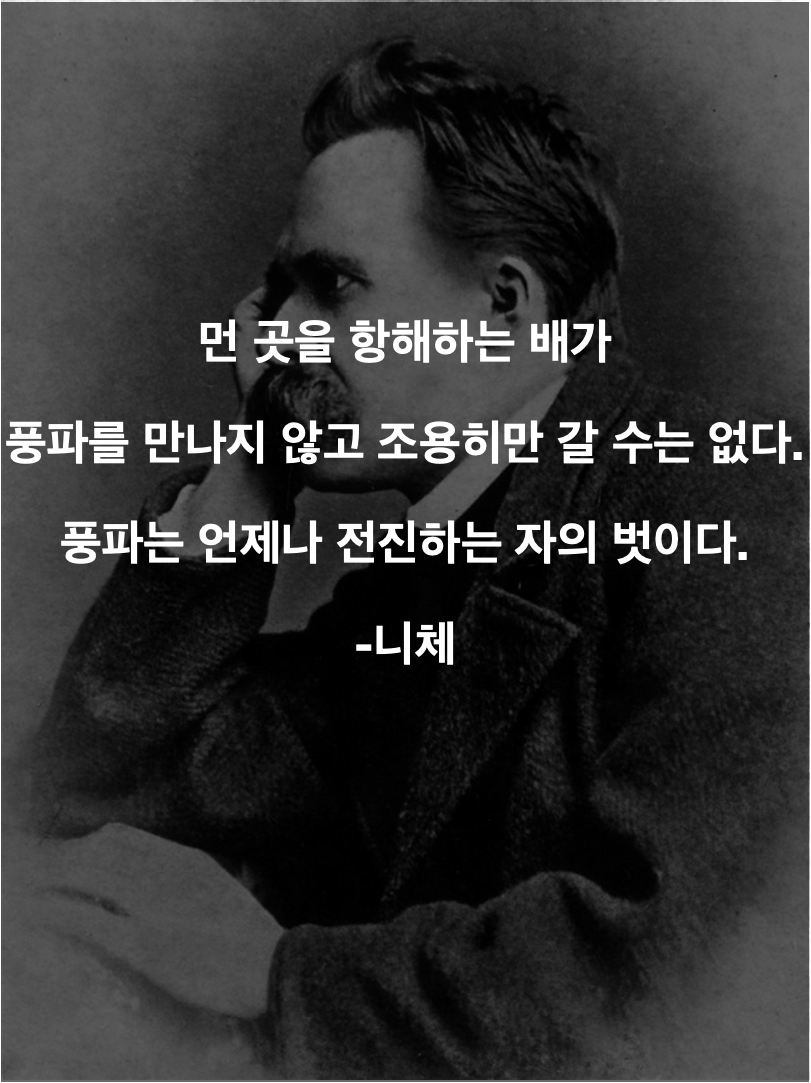 먼 곳을 항해하는 배가
풍파를 만나지 않고 조용히만 갈 수는 없다.
풍파는 언제나 전진하는 자의 벗이다.
-니체